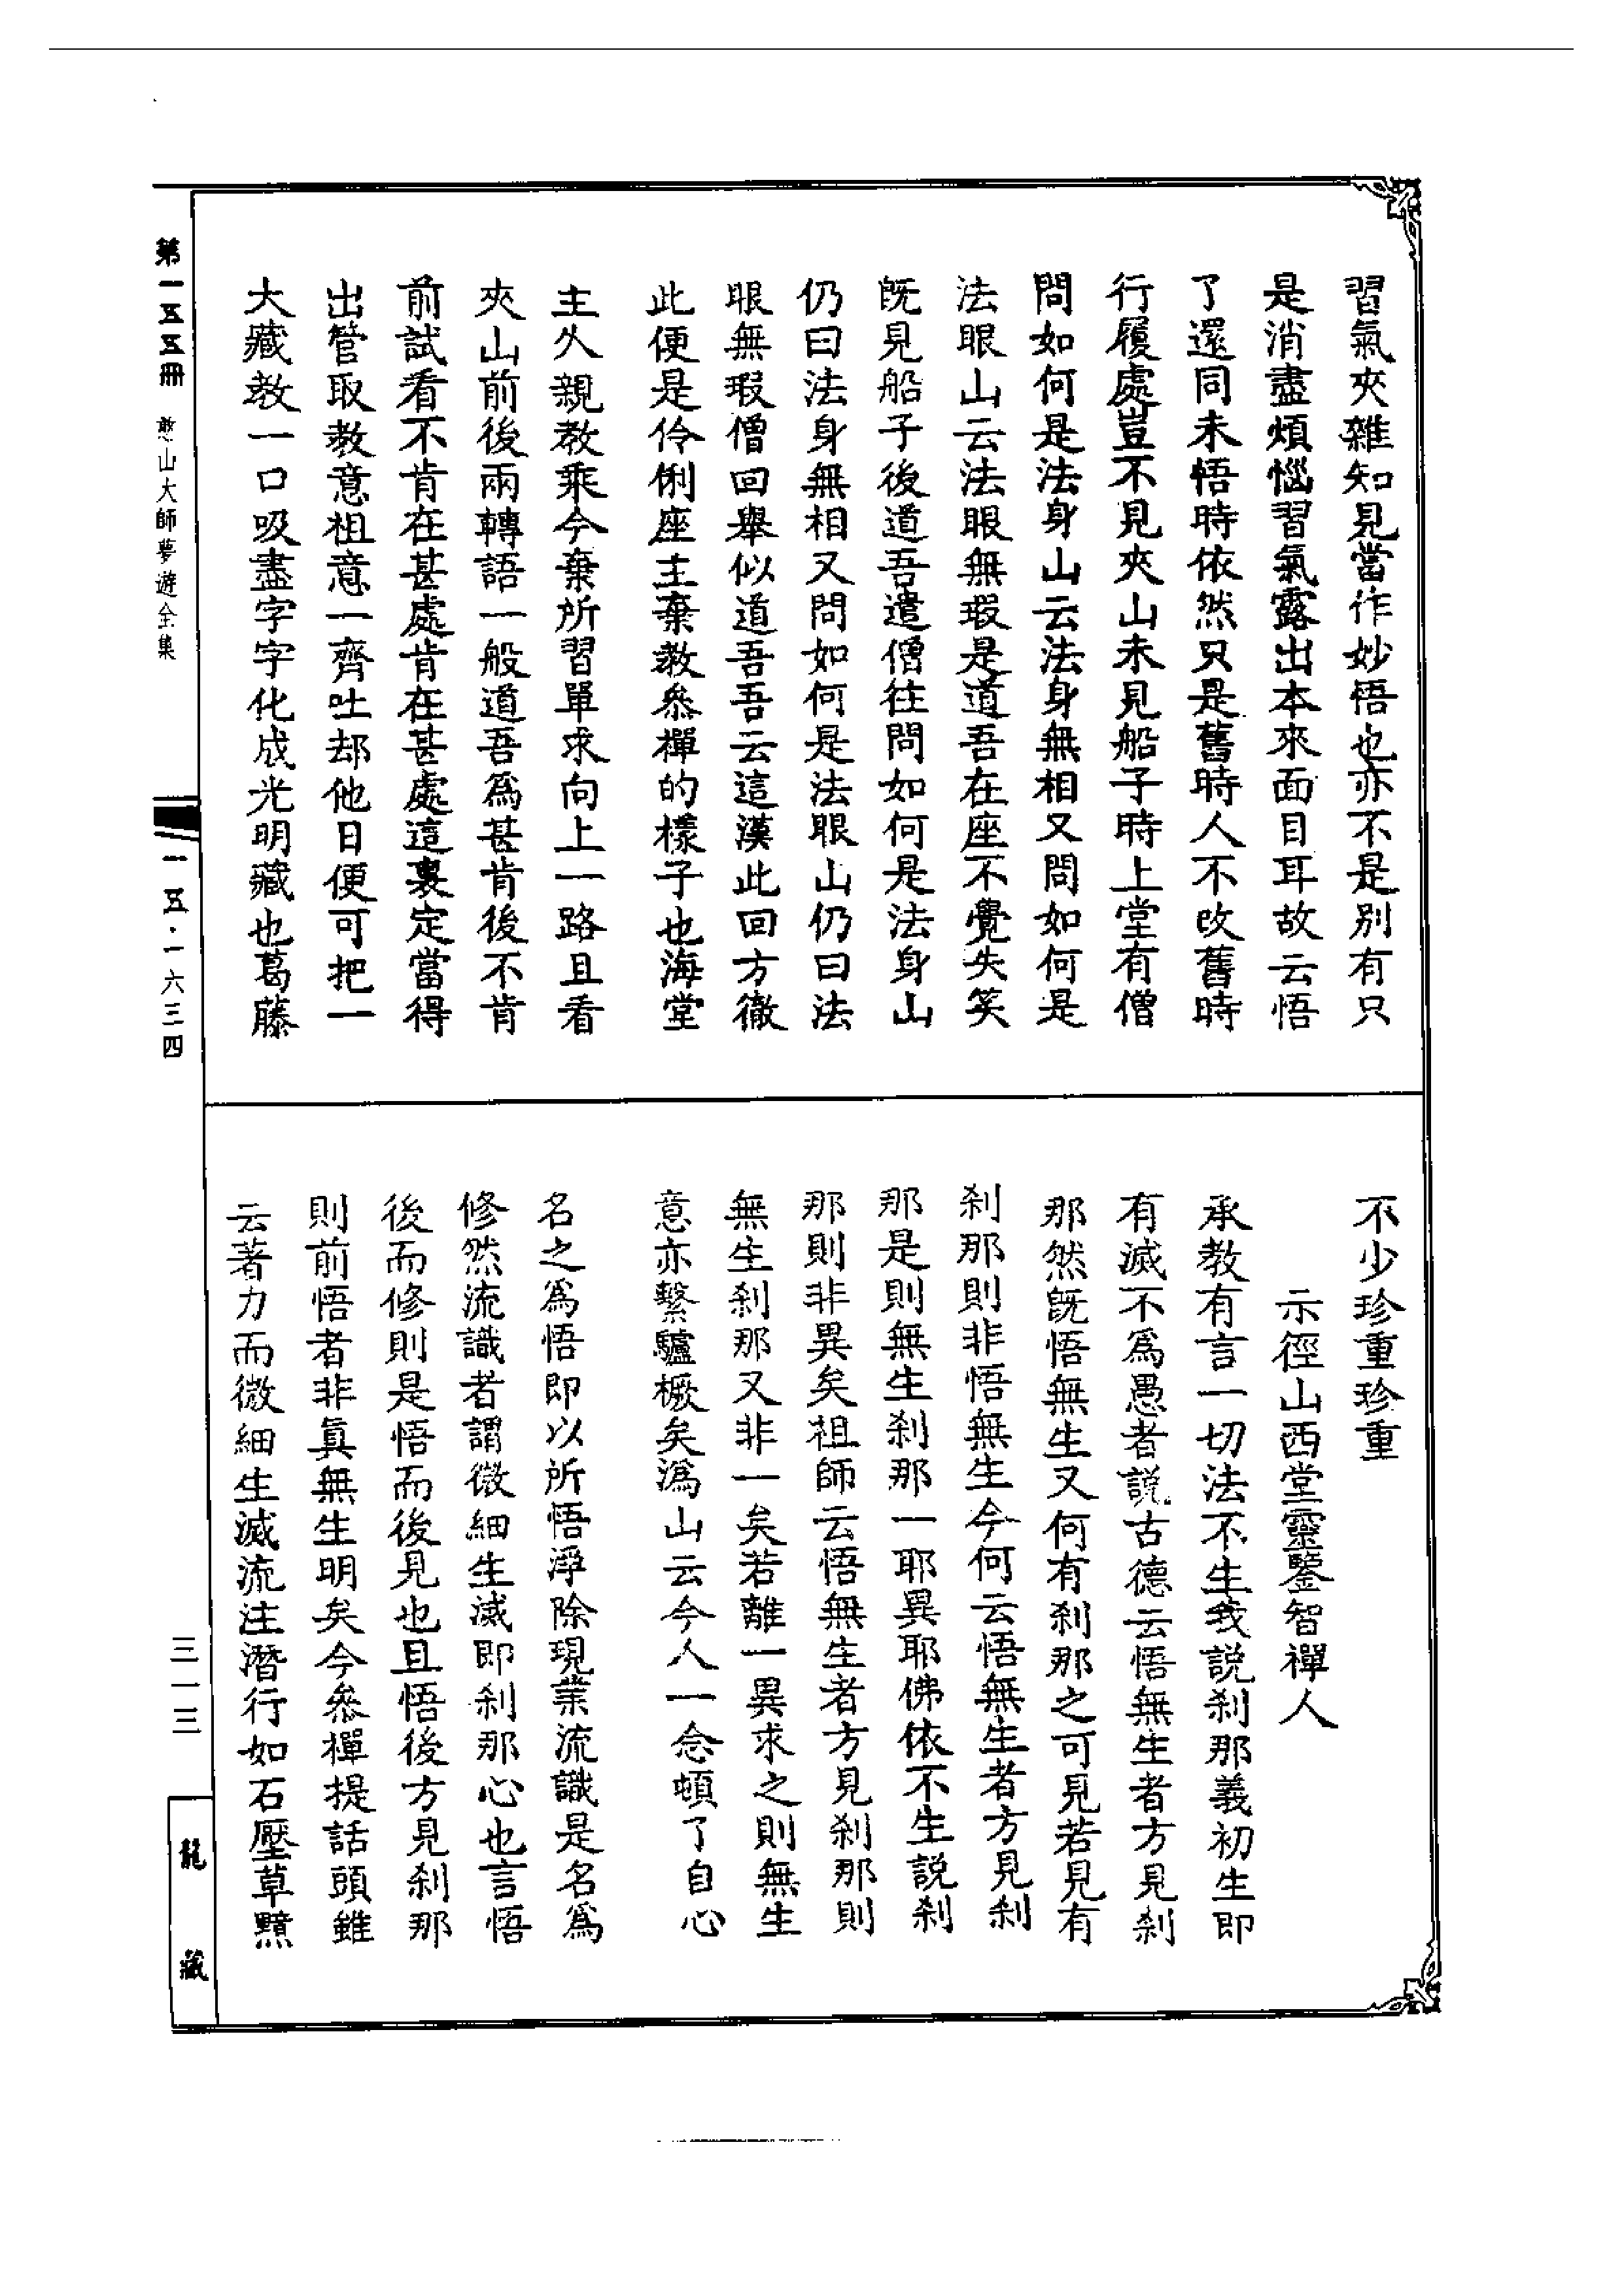 習氣夾雜知見當作妙悟也亦不是別有只
是消盡煩惱習氣露出本來面目耳故云悟
了還同未悟時依然只是舊時人不改舊時
行履處豈不見夾山未見船子時上堂有僧
問如何是法身山云法身無相又問如何是
法眼山云法眼無瑕是道吾在座不覺失笑
旣見船子後道吾遣僧往問如何是法身山
仍曰法身無相又問如何是法眼山仍曰法
眼無瑕僧回舉似道吾吾云這漢此回方徹
此便是伶俐座主棄教叅禪的樣子也海堂
主久親教乘今棄所習單求向上一路且看
夾山前後兩轉語一般道吾爲甚肯後不肯
前試看不肯在甚處肯在甚處這裏定當得
出管取教意祖意一齊吐却他日便可把一
大藏教一口吸盡字字化成光明藏也葛藤
不少珍重珍重
示徑山西堂靈鑒智禪人
承教有言一切法不生我説刹那義初生即
有滅不爲愚者説古德云悟無生者方見刹
那然旣悟無生又何有刹那之可見若見有
刹那則非悟無生今何云悟無生者方見刹
那是則無生刹那一耶異耶佛依不生説刹
那則非異矣祖師云悟無生者方見刹那則
無生刹那又非一矣若離一異求之則無生
意亦繫驢橛矣溈山云今人一念頓了自心
名之爲悟即以所悟淨除現業流識是名爲
修然流識者謂微細生滅即刹那心也言悟
後而修則是悟而後見也且悟後方見刹那
則前悟者非眞無生明矣今叅禪提話頭雖
云著力而微細生滅流注潛行如石壓草黙
第一五五冊 憨山大師夢遊全集
一五·一六三四
三一三
龍藏